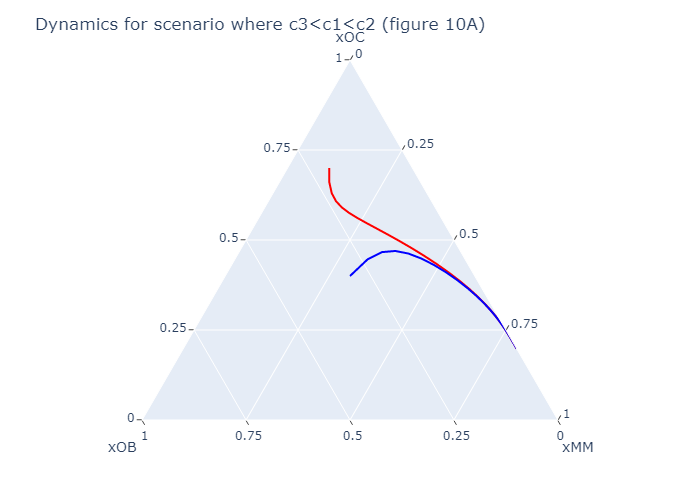 Dynamics for scenario where c3<c1<c2 (figure 10A)
xOC
1 0
0.75 0.25
0.5 0.5
0.25 0.75
0 1
1 0.75 0.5 0.25 0
xOB xMM